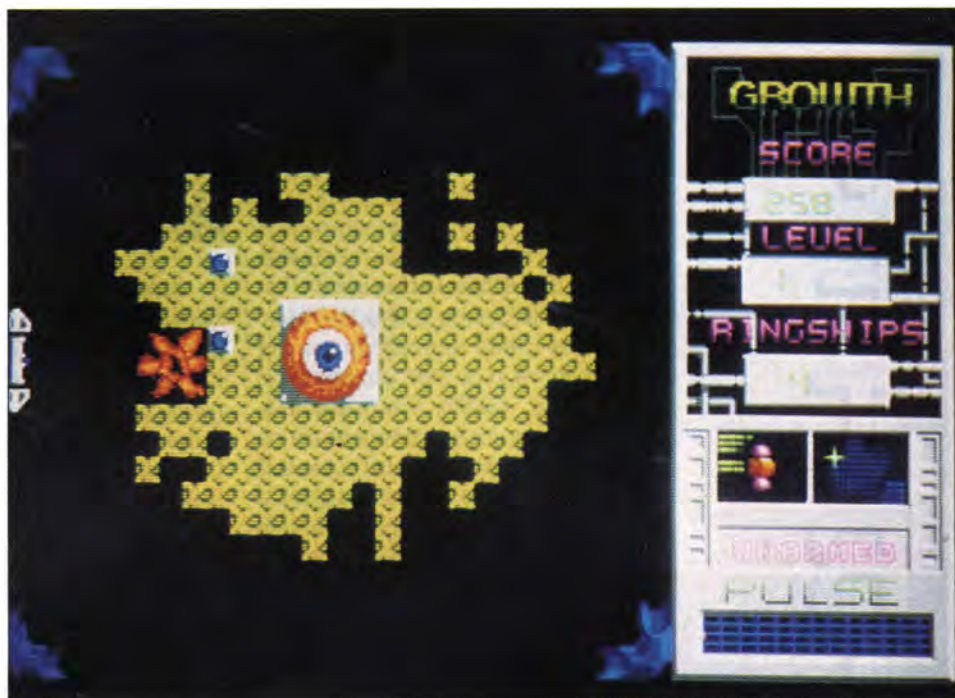 GROWTH
SCORE
258
LEVEL
1
RINGSHIPS
4
UNARMED
PULSE